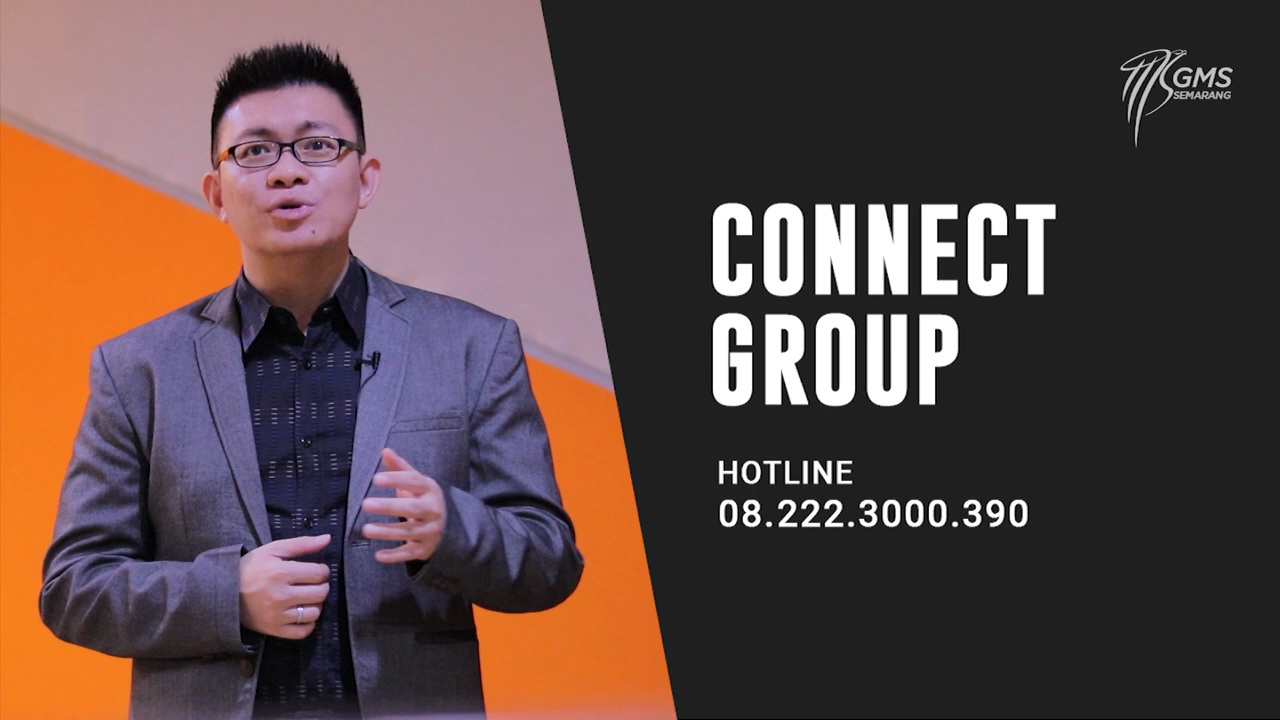 GMS
SEMARANG
CONNECT
GROUP
HOTLINE
08.222.3000.390